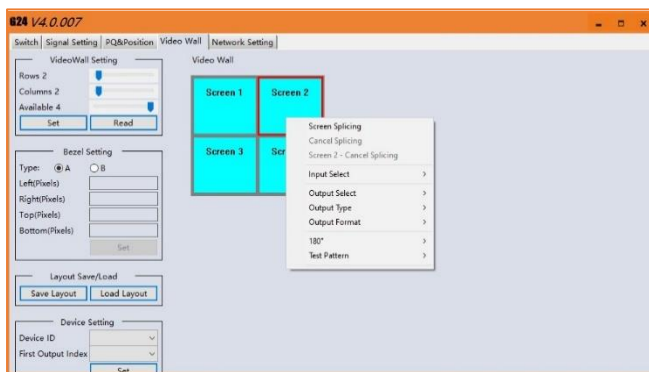 G24 V4.0.007
Switch Signal Setting PQ&Position Video Wall Network Setting
VideoWall Setting
Rows 2
Columns 2
Available 4
Set Read
Bezel Setting
Type: A B
Left(Pixels)
Right(Pixels)
Top(Pixels)
Bottom(Pixels)
Set
Layout Save/Load
Save Layout Load Layout
Device Setting
Device ID
First Output Index
Set
Video Wall
Screen 1 Screen 2
Screen 3 Scr
Screen Splicing
Cancel Splicing
Screen 2 - Cancel Splicing
Input Select
Output Select
Output Type
Output Format
180°
Test Pattern